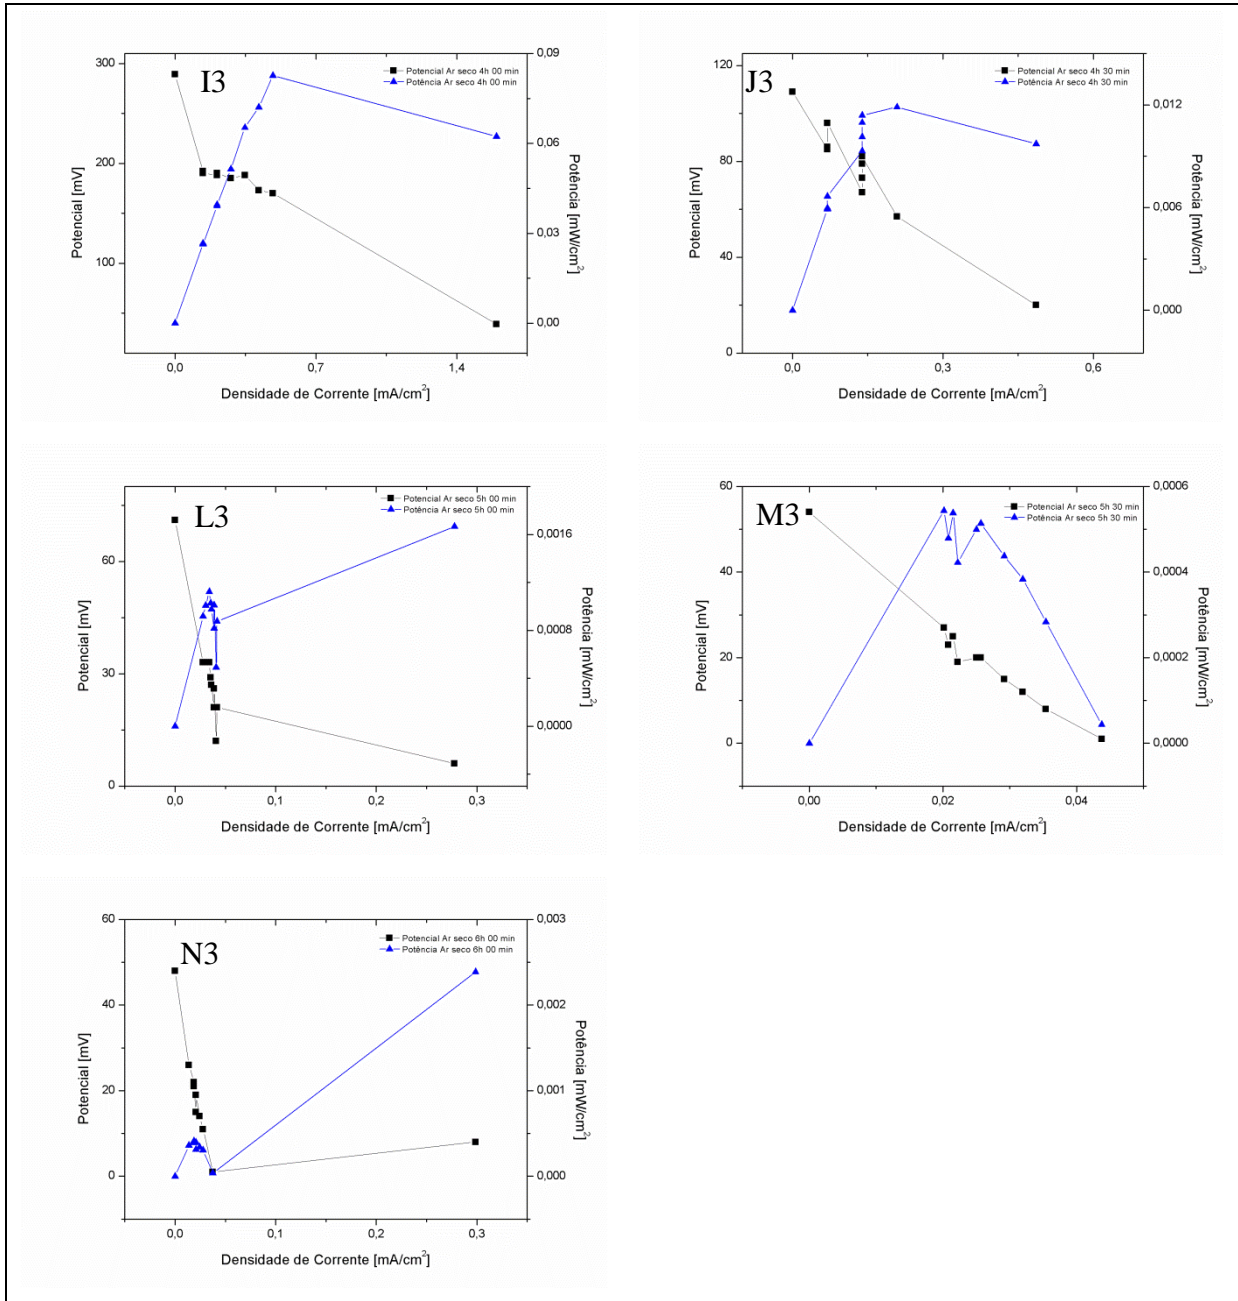 I3
Potencial Ar seco 4h 00 min
Potência Ar seco 4h 00 min
300
200
100
Potencial [mV]
0,09
0,06
0,03
0,00
Potência [mW/cm²]
0,0 0,7 1,4
Densidade de Corrente [mA/cm²]
J3
Potencial Ar seco 4h 30 min
Potência Ar seco 4h 30 min
120
80
40
0
Potencial [mV]
0,012
0,006
0,000
Potência [mW/cm²]
0,0 0,3 0,6
Densidade de Corrente [mA/cm²]
L3
Potencial Ar seco 5h 00 min
Potência Ar seco 5h 00 min
60
30
0
Potencial [mV]
0,0016
0,0008
0,0000
Potência [mW/cm²]
0,0 0,1 0,2 0,3
Densidade de Corrente [mA/cm²]
M3
Potencial Ar seco 5h 30 min
Potência Ar seco 5h 30 min
60
40
20
0
Potencial [mV]
0,0006
0,0004
0,0002
0,0000
Potência [mW/cm²]
0,00 0,02 0,04
Densidade de Corrente [mA/cm²]
N3
Potencial Ar seco 6h 00 min
Potência Ar seco 6h 00 min
60
40
20
0
Potencial [mV]
0,003
0,002
0,001
0,000
Potência [mW/cm²]
0,0 0,1 0,2 0,3
Densidade de Corrente [mA/cm²]